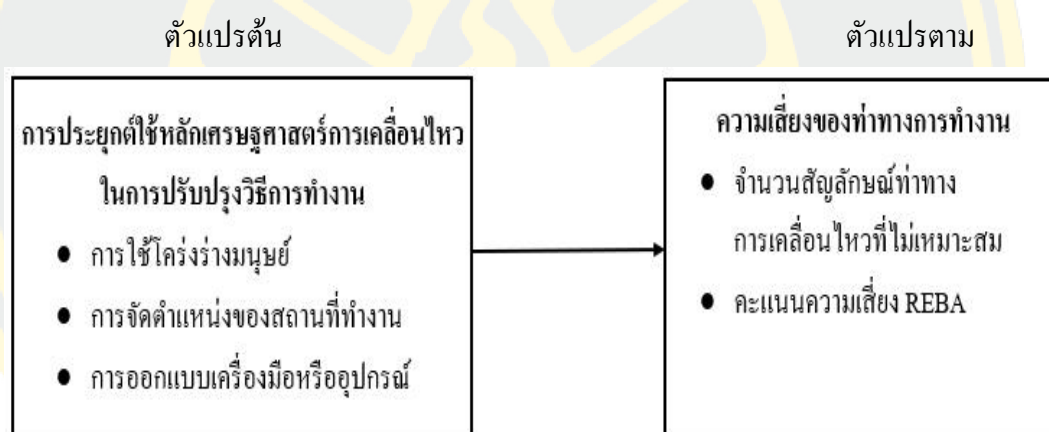 ตัวแปรต้น
ตัวแปรตาม
การประยุกต์ใช้หลักเศรษฐศาสตร์การเคลื่อนไหว
ในการปรับปรุงวิธีการทำงาน
● การใช้โครงร่างมนุษย์
● การจัดตำแหน่งของสถานที่ทำงาน
● การออกแบบเครื่องมือหรืออุปกรณ์
ความเสี่ยงของท่าทางการทำงาน
● จำนวนสัญลักษณ์ท่าทาง
การเคลื่อนไหวที่ไม่เหมาะสม
● คะแนนความเสี่ยง REBA